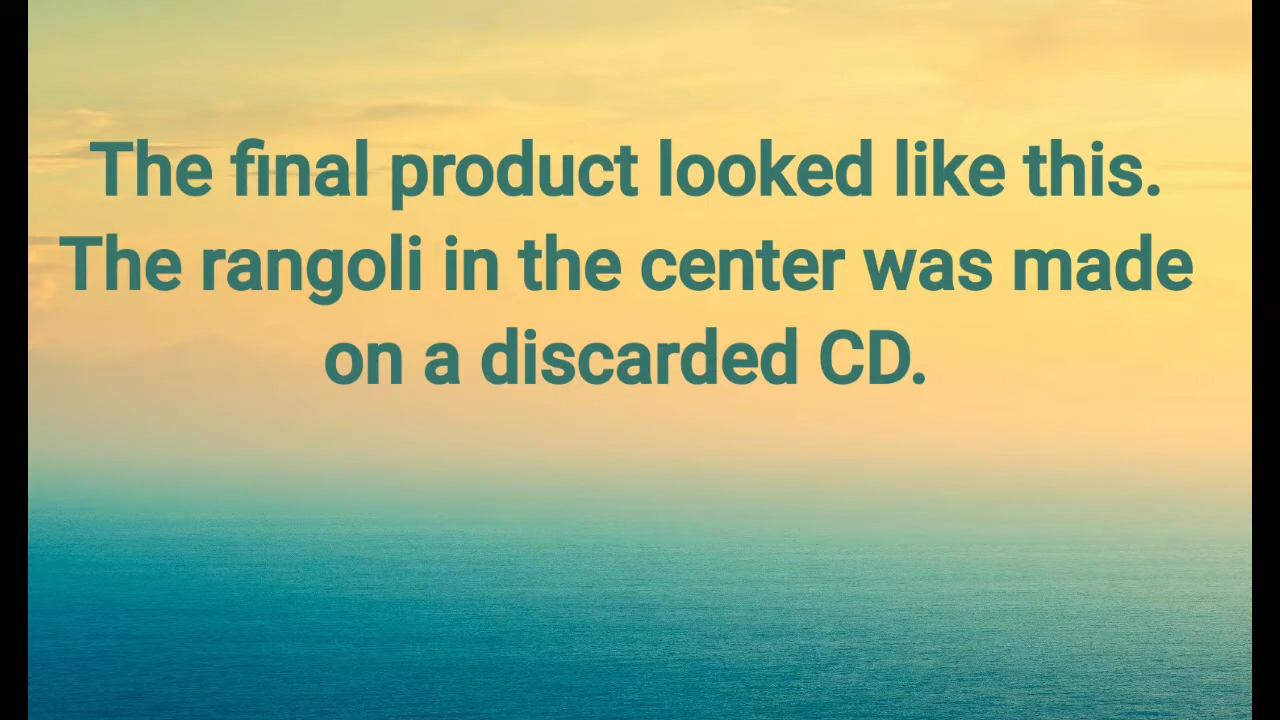 The final product looked like this.
The rangoli in the center was made
on a discarded CD.